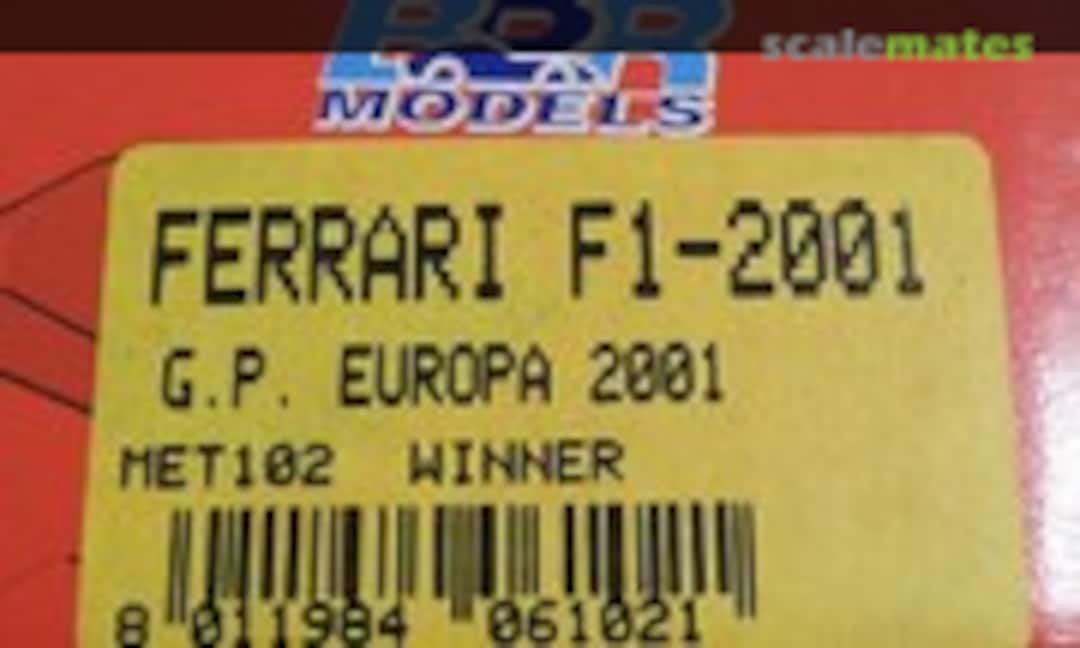 scalemates
BBR
MODELS
FERRARI F1-2001
G.P. EUROPA 2001
MET102 WINNER
8 011984 061021